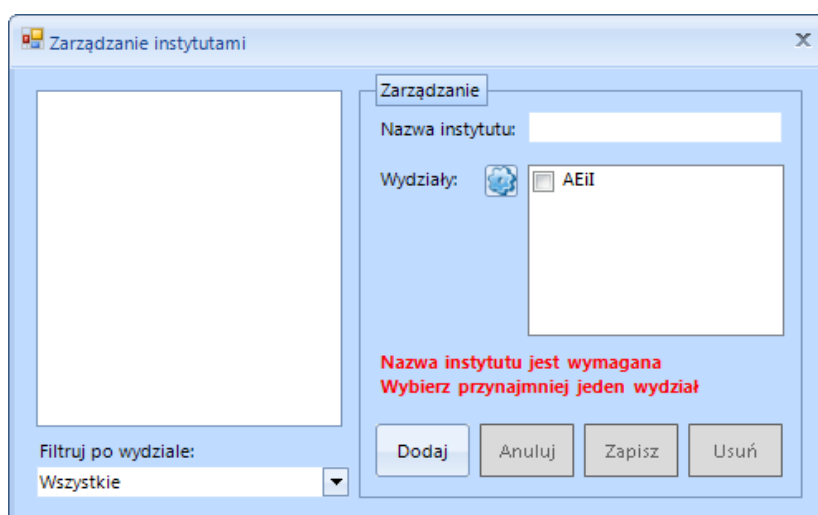 Zarządzanie instytutami
Zarządzanie
Nazwa instytutu:
Wydziały:
AEiI
Nazwa instytutu jest wymagana
Wybierz przynajmniej jeden wydział
Dodaj Anuluj Zapisz Usuń
Filtruj po wydziale:
Wszystkie